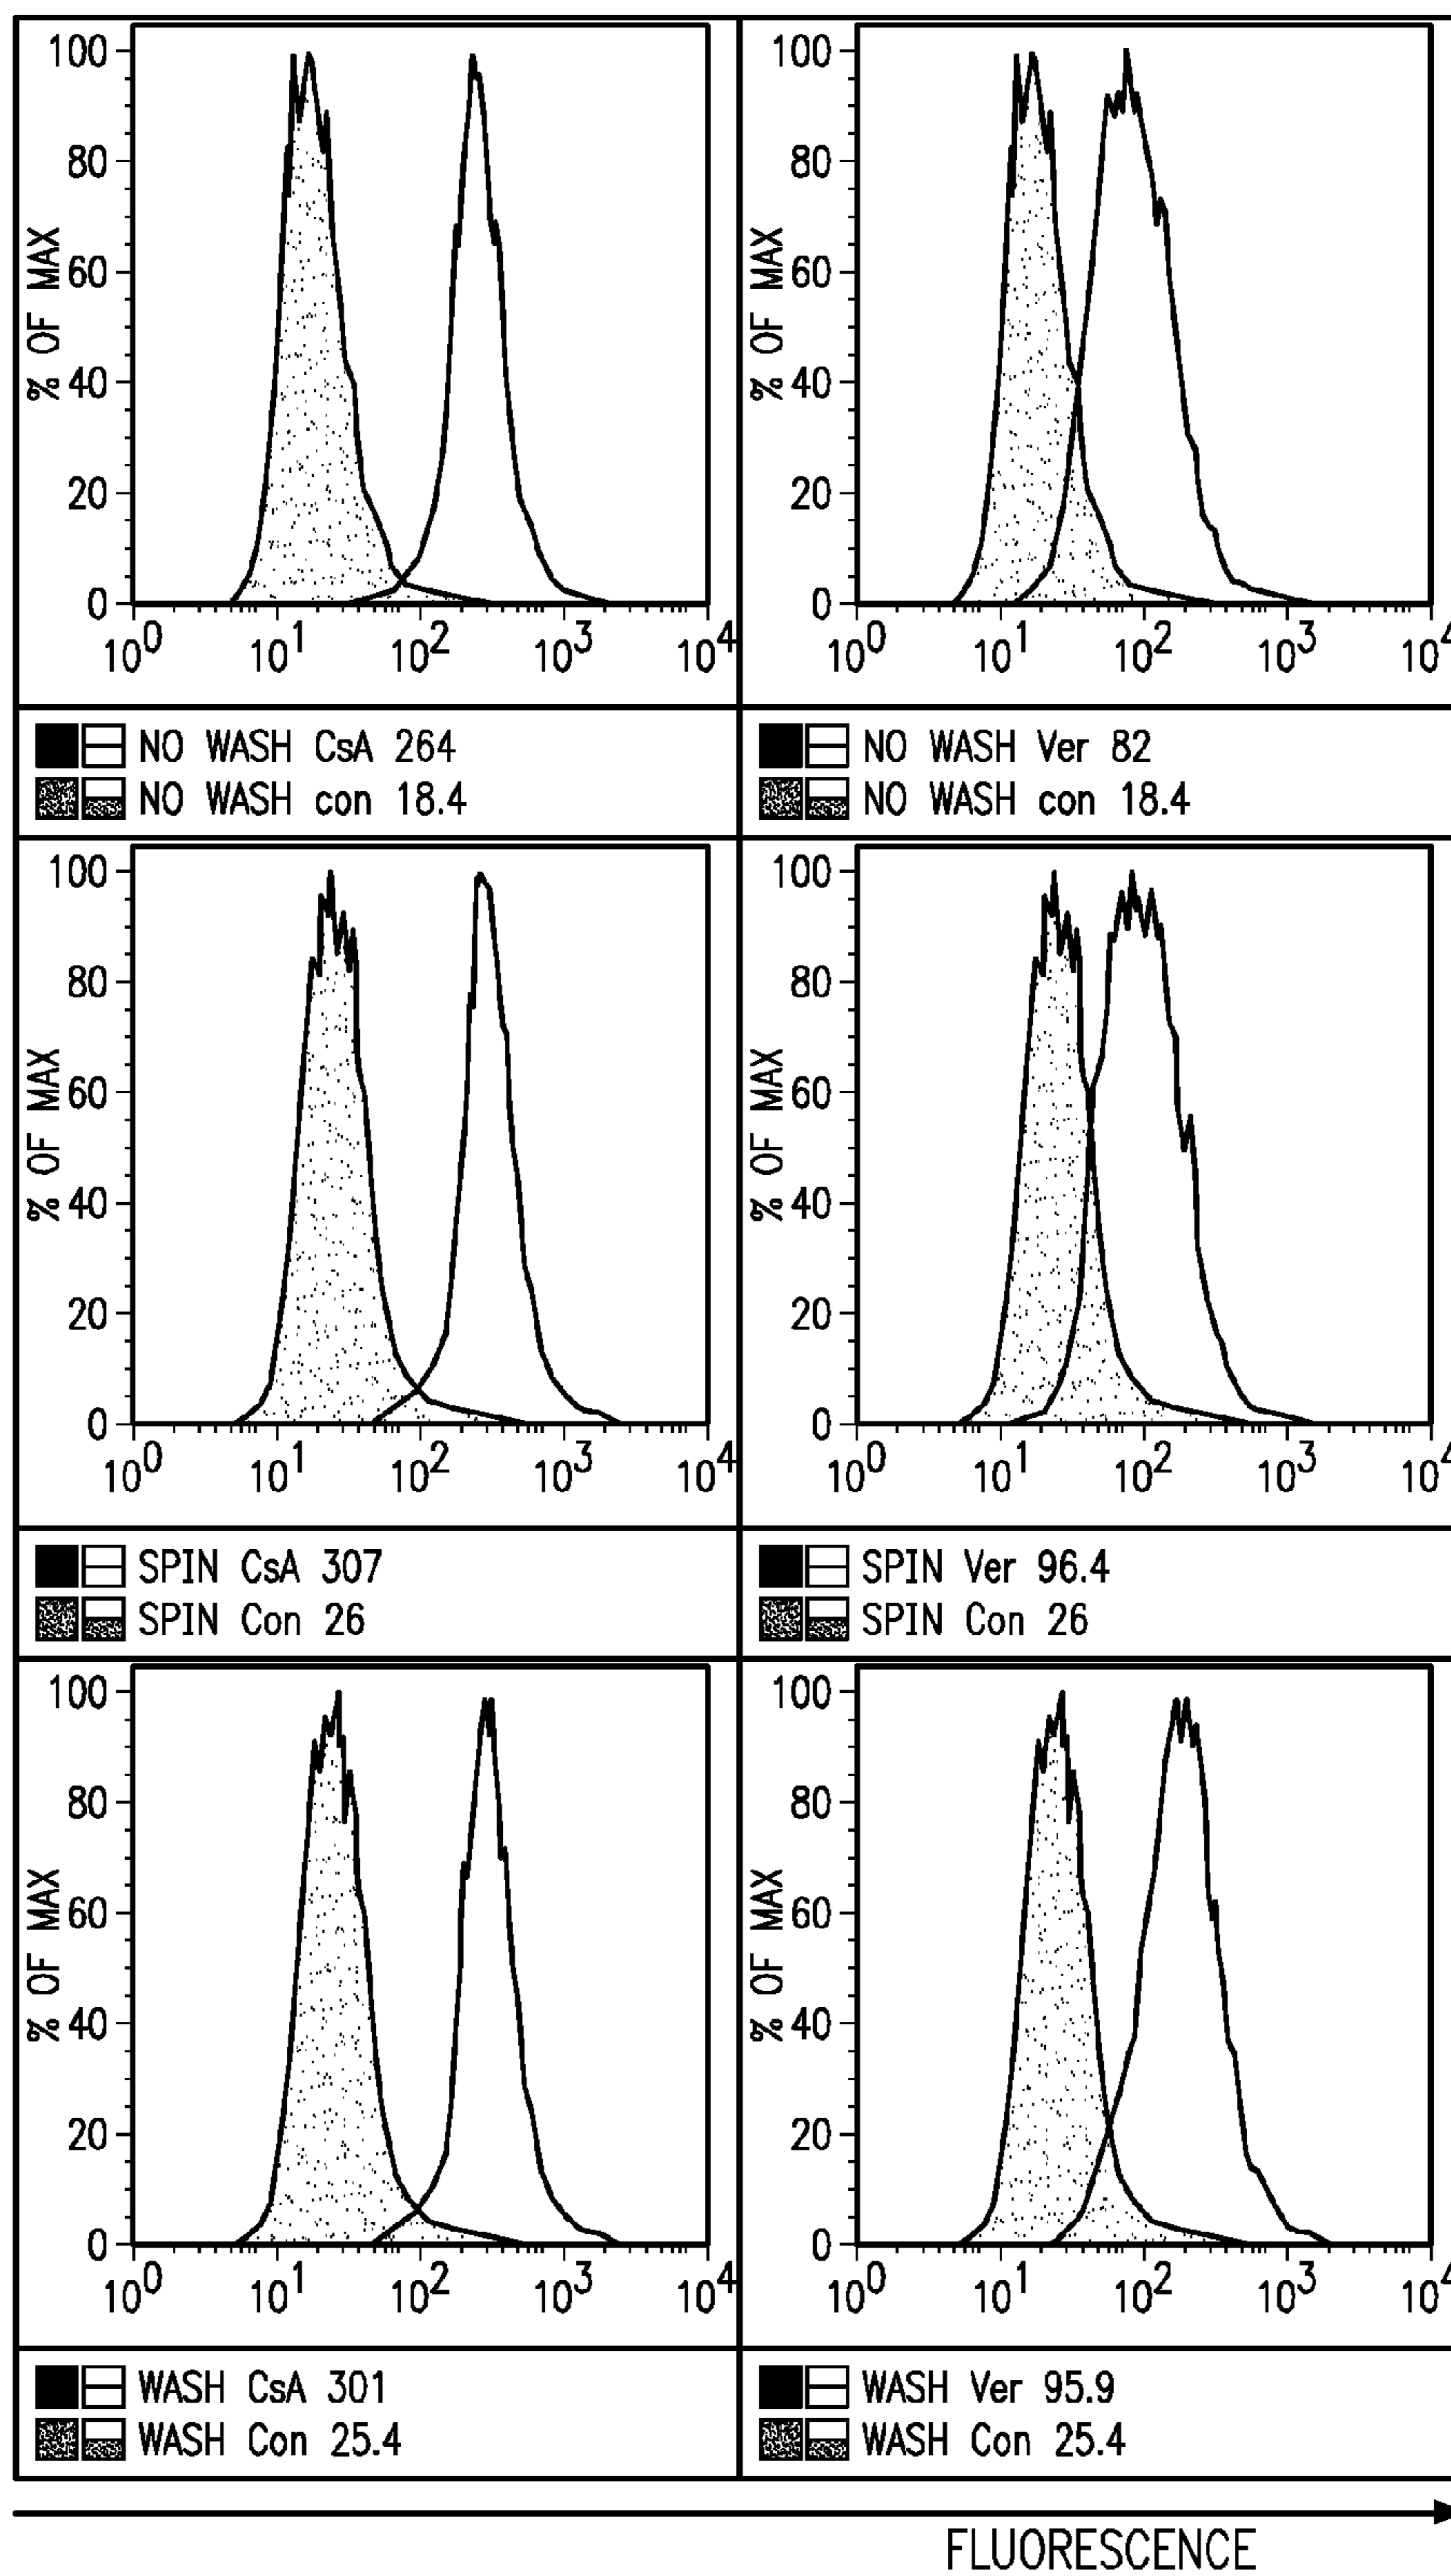 100
80
60
40
20
0
% OF MAX
10^0 10^1 10^2 10^3 10^4
NO WASH CsA 264
NO WASH con 18.4
100
80
60
40
20
0
% OF MAX
10^0 10^1 10^2 10^3 10^4
NO WASH Ver 82
NO WASH con 18.4
100
80
60
40
20
0
% OF MAX
10^0 10^1 10^2 10^3 10^4
SPIN CsA 307
SPIN Con 26
100
80
60
40
20
0
% OF MAX
10^0 10^1 10^2 10^3 10^4
SPIN Ver 96.4
SPIN Con 26
100
80
60
40
20
0
% OF MAX
10^0 10^1 10^2 10^3 10^4
WASH CsA 301
WASH Con 25.4
100
80
60
40
20
0
% OF MAX
10^0 10^1 10^2 10^3 10^4
WASH Ver 95.9
WASH Con 25.4
FLUORESCENCE